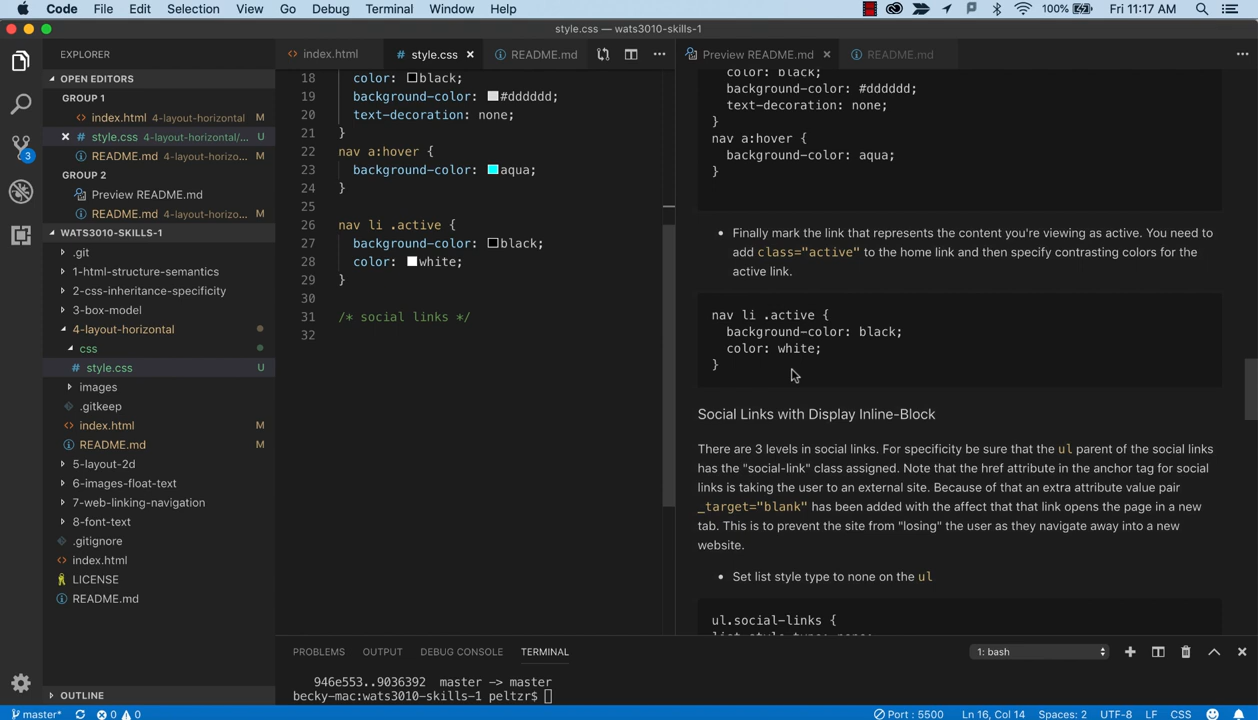 Code File Edit Selection View Go Debug Terminal Window Help 100% Fri 11:17 AM
style.css — wats3010-skills-1
EXPLORER
OPEN EDITORS
GROUP 1
index.html 4-layout-horizontal M
style.css 4-layout-horizontal/... U
README.md 4-layout-horizo... M
GROUP 2
Preview README.md
README.md 4-layout-horizo... M
WATS3010-SKILLS-1
.git
1-html-structure-semantics
2-css-inheritance-specificity
3-box-model
4-layout-horizontal
css
# style.css U
images
.gitkeep
index.html M
README.md M
5-layout-2d
6-images-float-text
7-web-linking-navigation
8-font-text
.gitignore
index.html
LICENSE
README.md
OUTLINE
3
index.html
# style.css
README.md
18 color: black;
19 background-color: #dddddd;
20 text-decoration: none;
21 }
22 nav a:hover {
23 background-color: aqua;
24 }
25
26 nav li .active {
27 background-color: black;
28 color: white;
29 }
30
31 /* social links */
32
Preview README.md
README.md
color: black;
background-color: #dddddd;
text-decoration: none;
}
nav a:hover {
background-color: aqua;
}
• Finally mark the link that represents the content you're viewing as active. You need to
add class="active" to the home link and then specify contrasting colors for the
active link.
nav li .active {
background-color: black;
color: white;
}
Social Links with Display Inline-Block
There are 3 levels in social links. For specificity be sure that the ul parent of the social links
has the "social-link" class assigned. Note that the href attribute in the anchor tag for social
links is taking the user to an external site. Because of that an extra attribute value pair
_target="blank" has been added with the affect that that link opens the page in a new
tab. This is to prevent the site from "losing" the user as they navigate away into a new
website.
• Set list style type to none on the ul
ul.social-links {
PROBLEMS OUTPUT DEBUG CONSOLE TERMINAL 1: bash
946e553..9036392 master -> master
becky-mac:wats3010-skills-1 peltzr$
master* 0 0 Port : 5500 Ln 16, Col 14 Spaces: 2 UTF-8 LF CSS